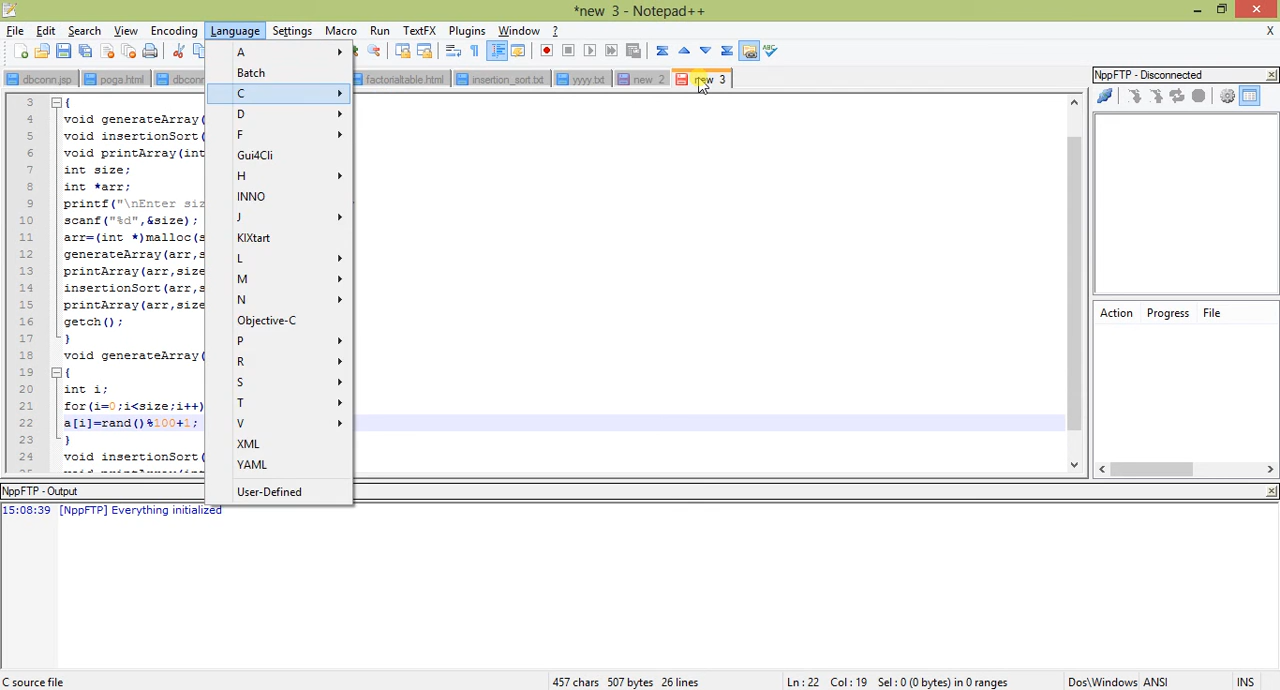 *new 3 - Notepad++
File Edit Search View Encoding Language Settings Macro Run TextFX Plugins Window ? X
dbconn.jsp poga.html dbconn factorialtable.html insertion_sort.txt yyyy.txt new 2 new 3
A
Batch
C
D
F
Gui4Cli
H
INNO
J
KIXtart
L
M
N
Objective-C
P
R
S
T
V
XML
YAML
User-Defined
3 {
4 void generateArray(
5 void insertionSort(
6 void printArray(int
7 int size;
8 int *arr;
9 printf("\nEnter siz
10 scanf("%d",&size);
11 arr=(int *)malloc(s
12 generateArray(arr,s
13 printArray(arr,size
14 insertionSort(arr,s
15 printArray(arr,size
16 getch();
17 }
18 void generateArray(
19 {
20 int i;
21 for(i=0;i<size;i++)
22 a[i]=rand()%100+1;
23 }
24 void insertionSort(
NppFTP - Disconnected
Action Progress File
NppFTP - Output
15:08:39 [NppFTP] Everything initialized
C source file 457 chars 507 bytes 26 lines Ln : 22 Col : 19 Sel : 0 (0 bytes) in 0 ranges Dos\Windows ANSI INS